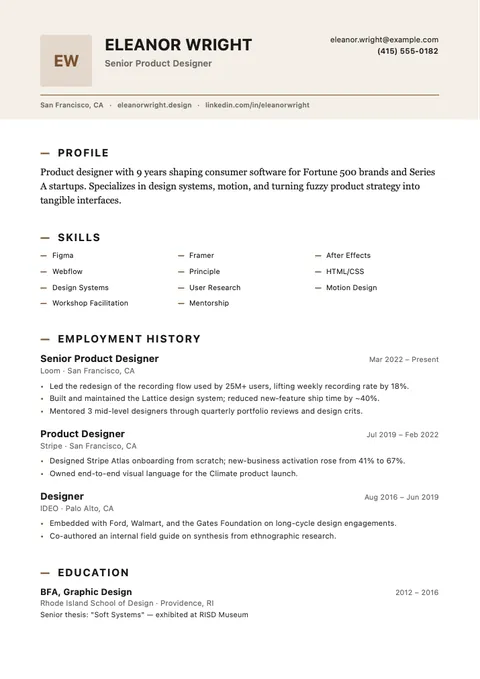 EW
ELEANOR WRIGHT
Senior Product Designer
eleanor.wright@example.com
(415) 555-0182
San Francisco, CA · eleanorwright.design · linkedin.com/in/eleanorwright
PROFILE
Product designer with 9 years shaping consumer software for Fortune 500 brands and Series
A startups. Specializes in design systems, motion, and turning fuzzy product strategy into
tangible interfaces.
SKILLS
Figma
Framer
After Effects
Webflow
Principle
HTML/CSS
Design Systems
User Research
Motion Design
Workshop Facilitation
Mentorship
EMPLOYMENT HISTORY
Senior Product Designer
Mar 2022 – Present
Loom · San Francisco, CA
• Led the redesign of the recording flow used by 25M+ users, lifting weekly recording rate by 18%.
• Built and maintained the Lattice design system; reduced new-feature ship time by ~40%.
• Mentored 3 mid-level designers through quarterly portfolio reviews and design crits.
Product Designer
Jul 2019 – Feb 2022
Stripe · San Francisco, CA
• Designed Stripe Atlas onboarding from scratch; new-business activation rose from 41% to 67%.
• Owned end-to-end visual language for the Climate product launch.
Designer
Aug 2016 – Jun 2019
IDEO · Palo Alto, CA
• Embedded with Ford, Walmart, and the Gates Foundation on long-cycle design engagements.
• Co-authored an internal field guide on synthesis from ethnographic research.
EDUCATION
BFA, Graphic Design
2012 – 2016
Rhode Island School of Design · Providence, RI
Senior thesis: "Soft Systems" — exhibited at RISD Museum